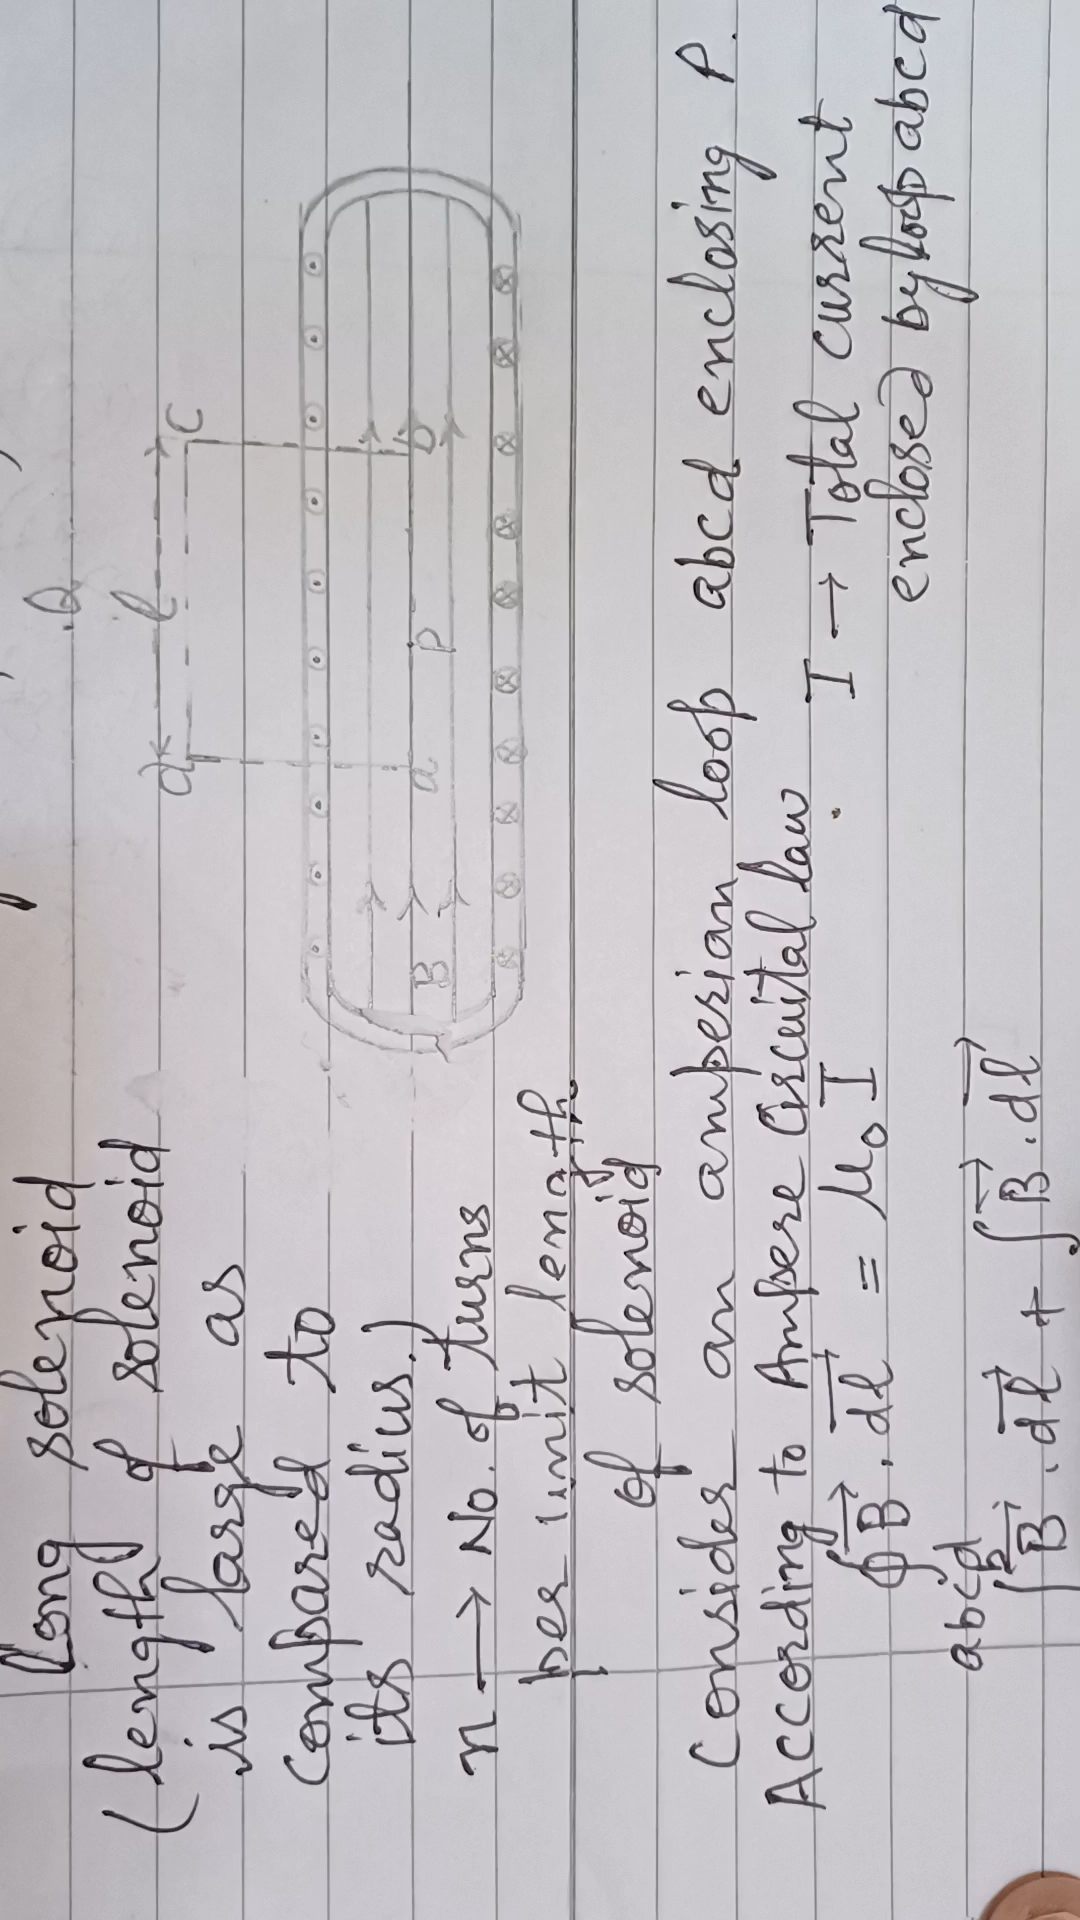 Long solenoid
(length of solenoid
is large as
compared to
its radius.)
n → No. of turns
per unit length
of solenoid
.Q
d l c
B a P b
Consider an amperian loop abcd enclosing P.
According to Ampere Circuital law
∮B⃗.dl⃗ = μ₀I I → Total current
abcd enclosed by loop abcd
∫B⃗.dl⃗ + ∫B⃗.dl⃗